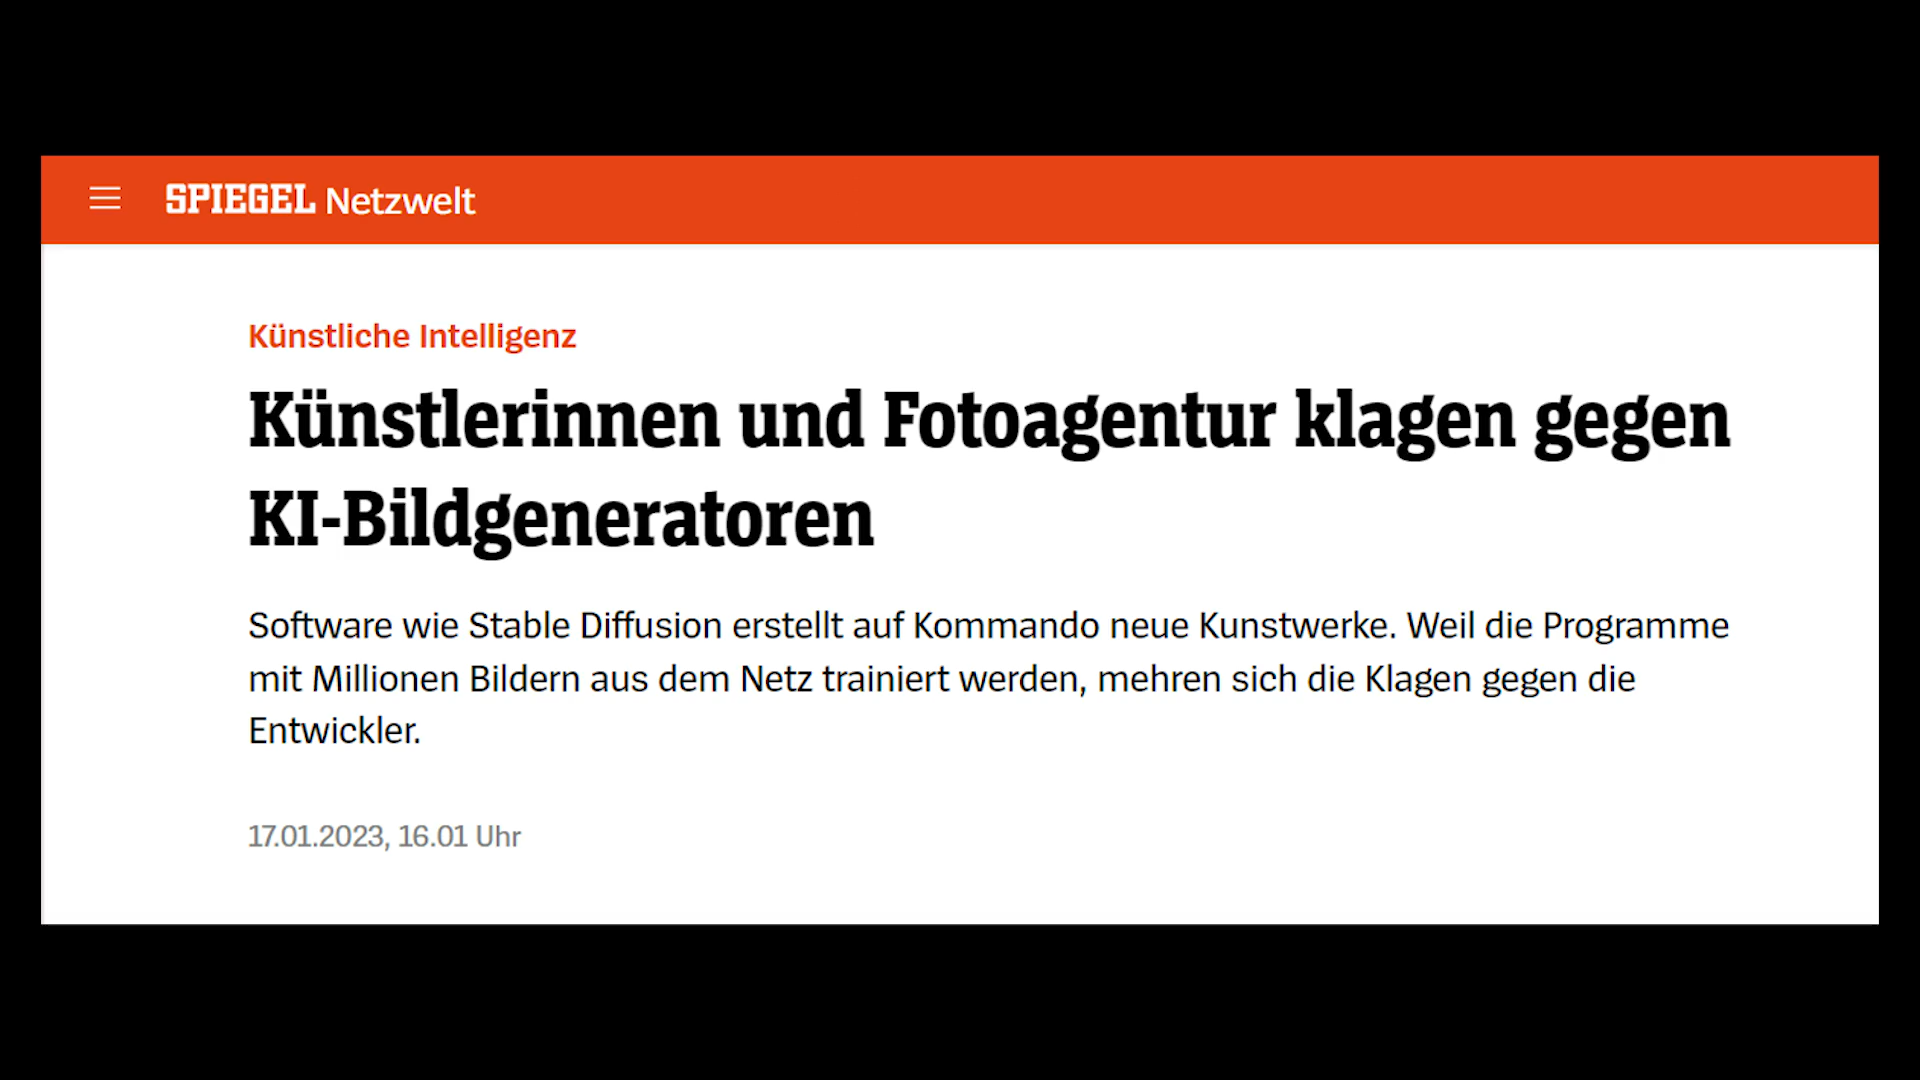 SPIEGEL Netzwelt
Künstliche Intelligenz
Künstlerinnen und Fotoagentur klagen gegen
KI-Bildgeneratoren
Software wie Stable Diffusion erstellt auf Kommando neue Kunstwerke. Weil die Programme
mit Millionen Bildern aus dem Netz trainiert werden, mehren sich die Klagen gegen die
Entwickler.
17.01.2023, 16.01 Uhr